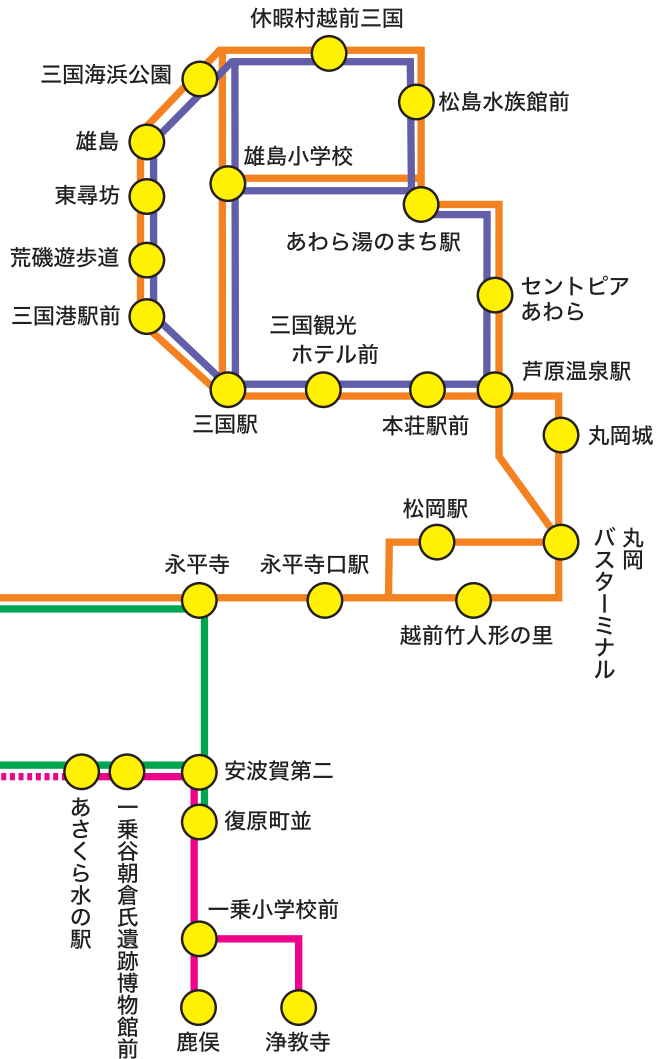 休暇村越前三国
三国海浜公園
松島水族館前
雄島
雄島小学校
東尋坊
あわら湯のまち駅
荒磯遊歩道
セントピア
あわら
三国港駅前
三国観光
ホテル前
芦原温泉駅
三国駅
本荘駅前
丸岡城
松岡駅
丸岡
バスターミナル
永平寺
永平寺口駅
越前竹人形の里
安波賀第二
あさくら水の駅
一乗谷朝倉氏遺跡博物館前
復原町並
一乗小学校前
鹿俣
浄教寺